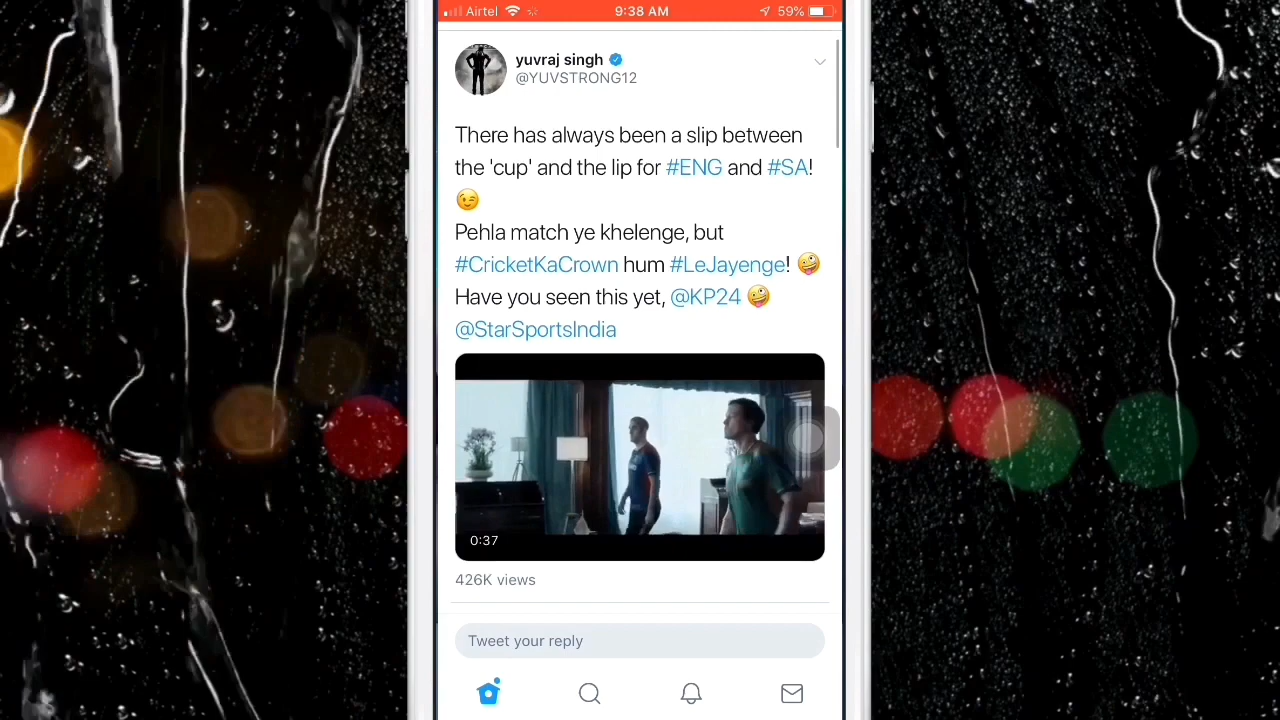 Airtel 9:38 AM 59%
yuvraj singh
@YUVSTRONG12
There has always been a slip between
the 'cup' and the lip for #ENG and #SA!
😉
Pehla match ye khelenge, but
#CricketKaCrown hum #LeJayenge! 🤪
Have you seen this yet, @KP24 🤪
@StarSportsIndia
0:37
426K views
Tweet your reply